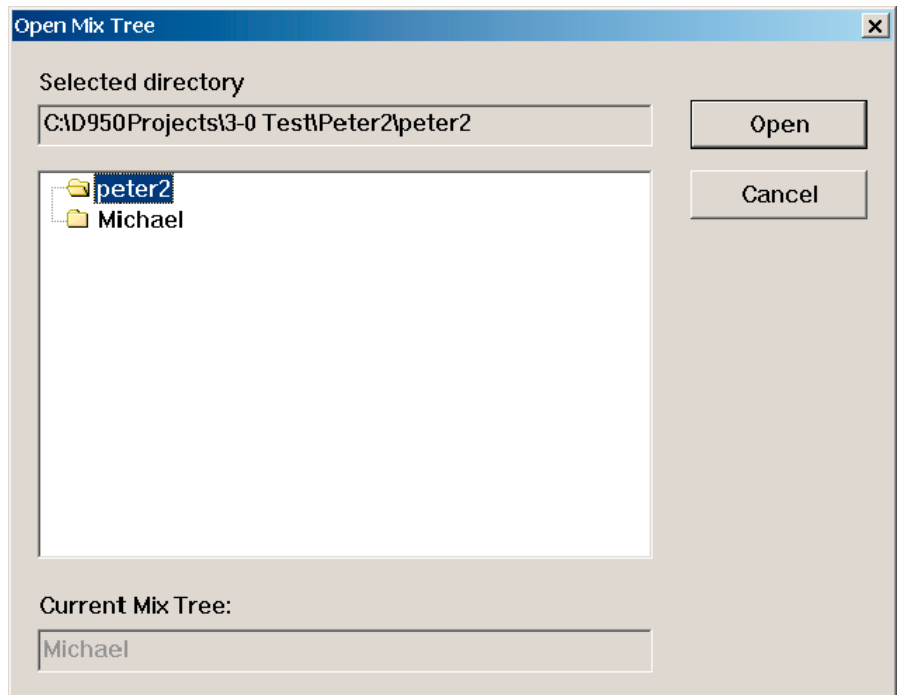 Open Mix Tree
Selected directory
C:\D950Projects\3-0 Test\Peter2\peter2
Open
peter2
Cancel
Michael
Current Mix Tree:
Michael